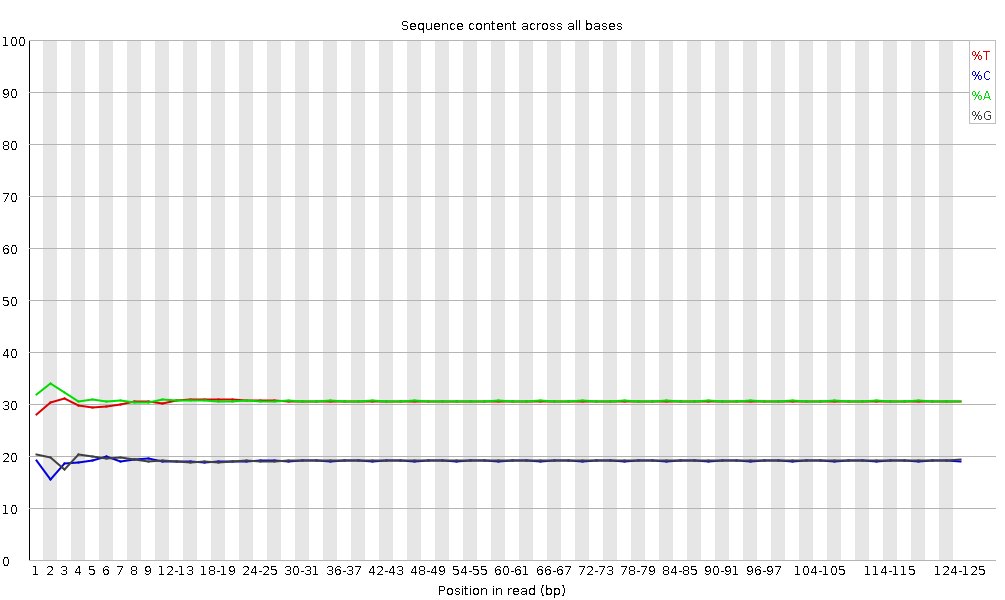 Sequence content across all bases
100
90
80
70
60
50
40
30
20
10
0
%T
%C
%A
%G
1 2 3 4 5 6 7 8 9 12-13 18-19 24-25 30-31 36-37 42-43 48-49 54-55 60-61 66-67 72-73 78-79 84-85 90-91 96-97 104-105 114-115 124-125
Position in read (bp)